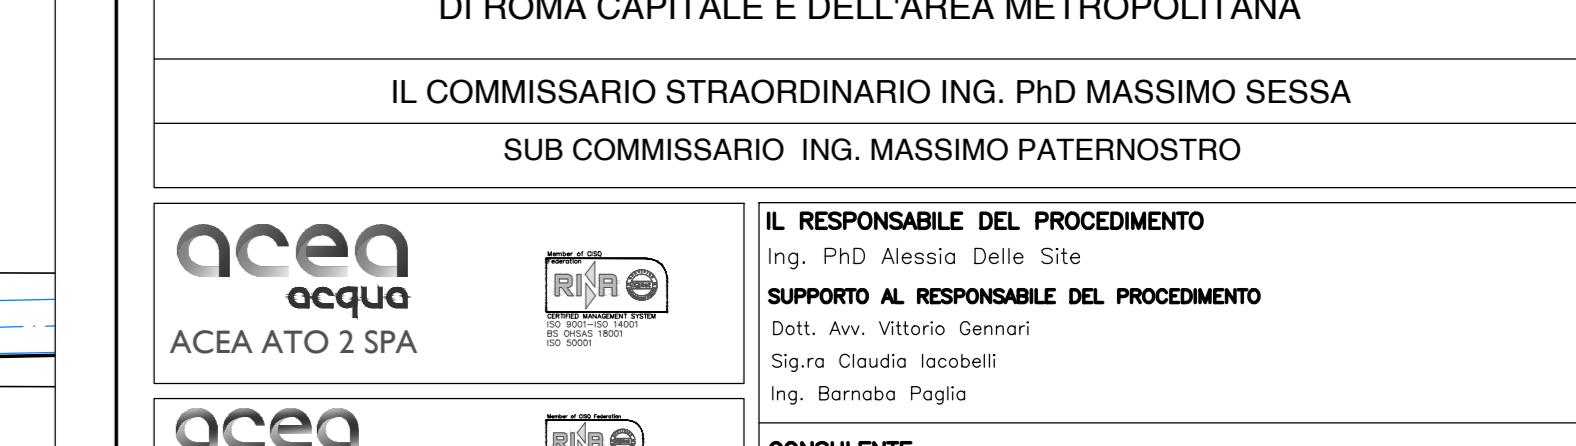 DI ROMA CAPITALE E DELL'AREA METROPOLITANA
IL COMMISSARIO STRAORDINARIO ING. PhD MASSIMO SESSA
SUB COMMISSARIO ING. MASSIMO PATERNOSTRO
acea
acqua
ACEA ATO 2 SPA
Member of CISQ
Federation
RINA
CERTIFIED MANAGEMENT SYSTEM
ISO 9001-ISO 14001
BS OHSAS 18001
ISO 50001
IL RESPONSABILE DEL PROCEDIMENTO
Ing. PhD Alessia Delle Site
SUPPORTO AL RESPONSABILE DEL PROCEDIMENTO
Dott. Avv. Vittorio Gennari
Sig.ra Claudia Iacobelli
Ing. Barnaba Paglia
acea
Member of CISQ Federation
RINA
CONSULENTE